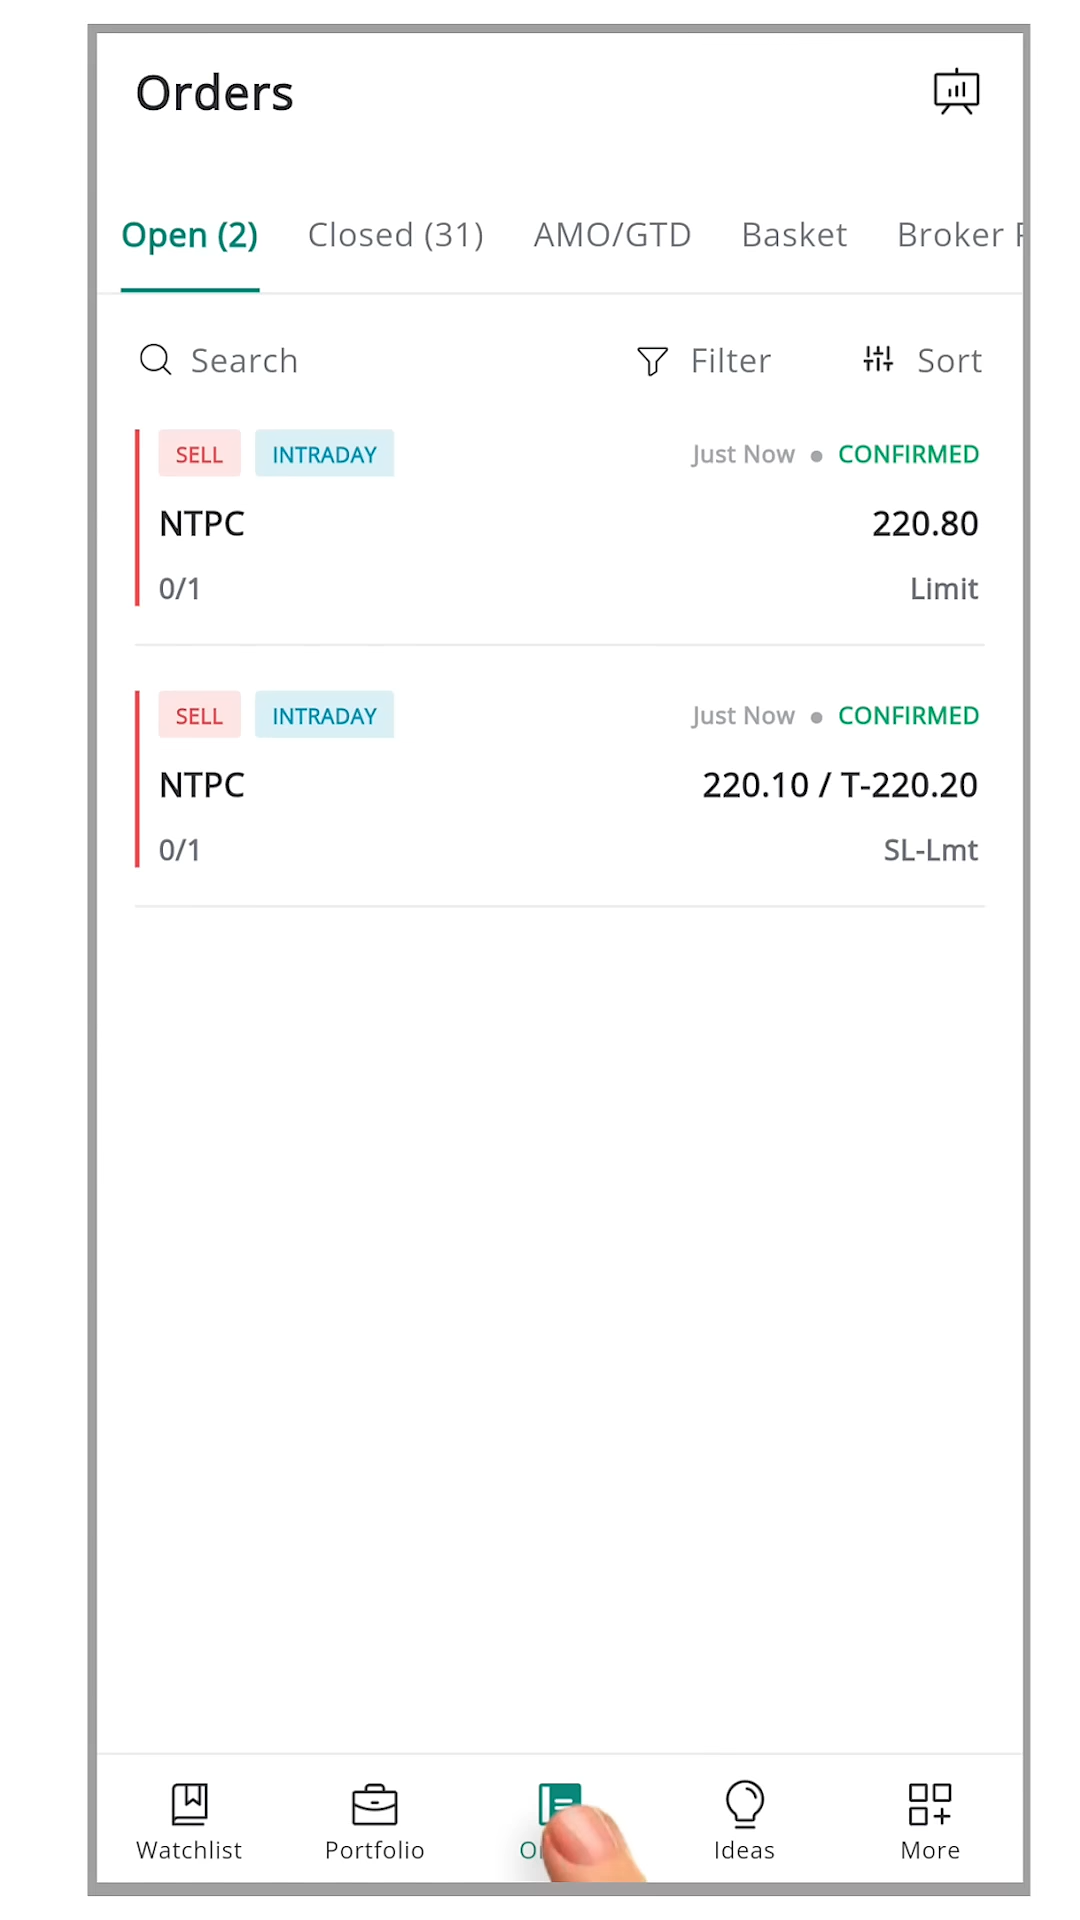 Orders
Open (2) Closed (31) AMO/GTD Basket Broker
Search Filter Sort
SELL INTRADAY Just Now • CONFIRMED
NTPC 220.80
0/1 Limit
SELL INTRADAY Just Now • CONFIRMED
NTPC 220.10 / T-220.20
0/1 SL-Lmt
Watchlist Portfolio Ideas More